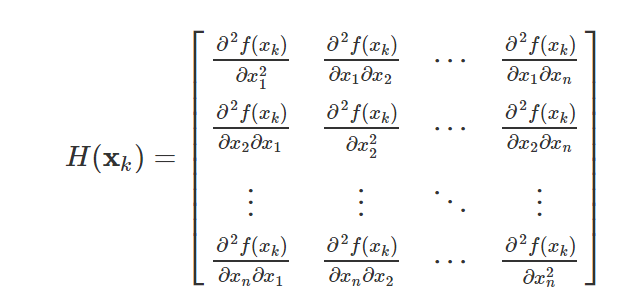 $$H(\mathbf{x}_k) = \begin{bmatrix} \frac{\partial^2 f(x_k)}{\partial x_1^2} & \frac{\partial^2 f(x_k)}{\partial x_1 \partial x_2} & \cdots & \frac{\partial^2 f(x_k)}{\partial x_1 \partial x_n} \\ \frac{\partial^2 f(x_k)}{\partial x_2 \partial x_1} & \frac{\partial^2 f(x_k)}{\partial x_2^2} & \cdots & \frac{\partial^2 f(x_k)}{\partial x_2 \partial x_n} \\ \vdots & \vdots & \ddots & \vdots \\ \frac{\partial^2 f(x_k)}{\partial x_n \partial x_1} & \frac{\partial^2 f(x_k)}{\partial x_n \partial x_2} & \cdots & \frac{\partial^2 f(x_k)}{\partial x_n^2} \end{bmatrix}$$